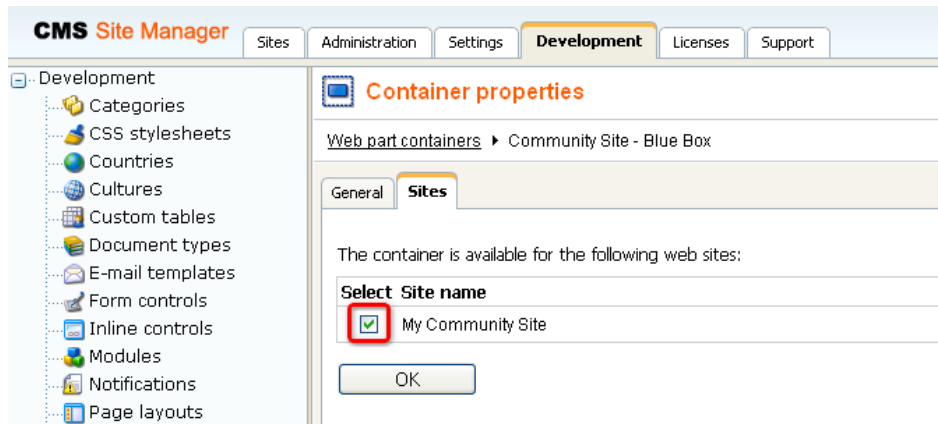 CMS Site Manager
Sites Administration Settings Development Licenses Support
Development
Categories
CSS stylesheets
Countries
Cultures
Custom tables
Document types
E-mail templates
Form controls
Inline controls
Modules
Notifications
Page layouts
Container properties
Web part containers Community Site - Blue Box
General Sites
The container is available for the following web sites:
Select Site name
My Community Site
OK